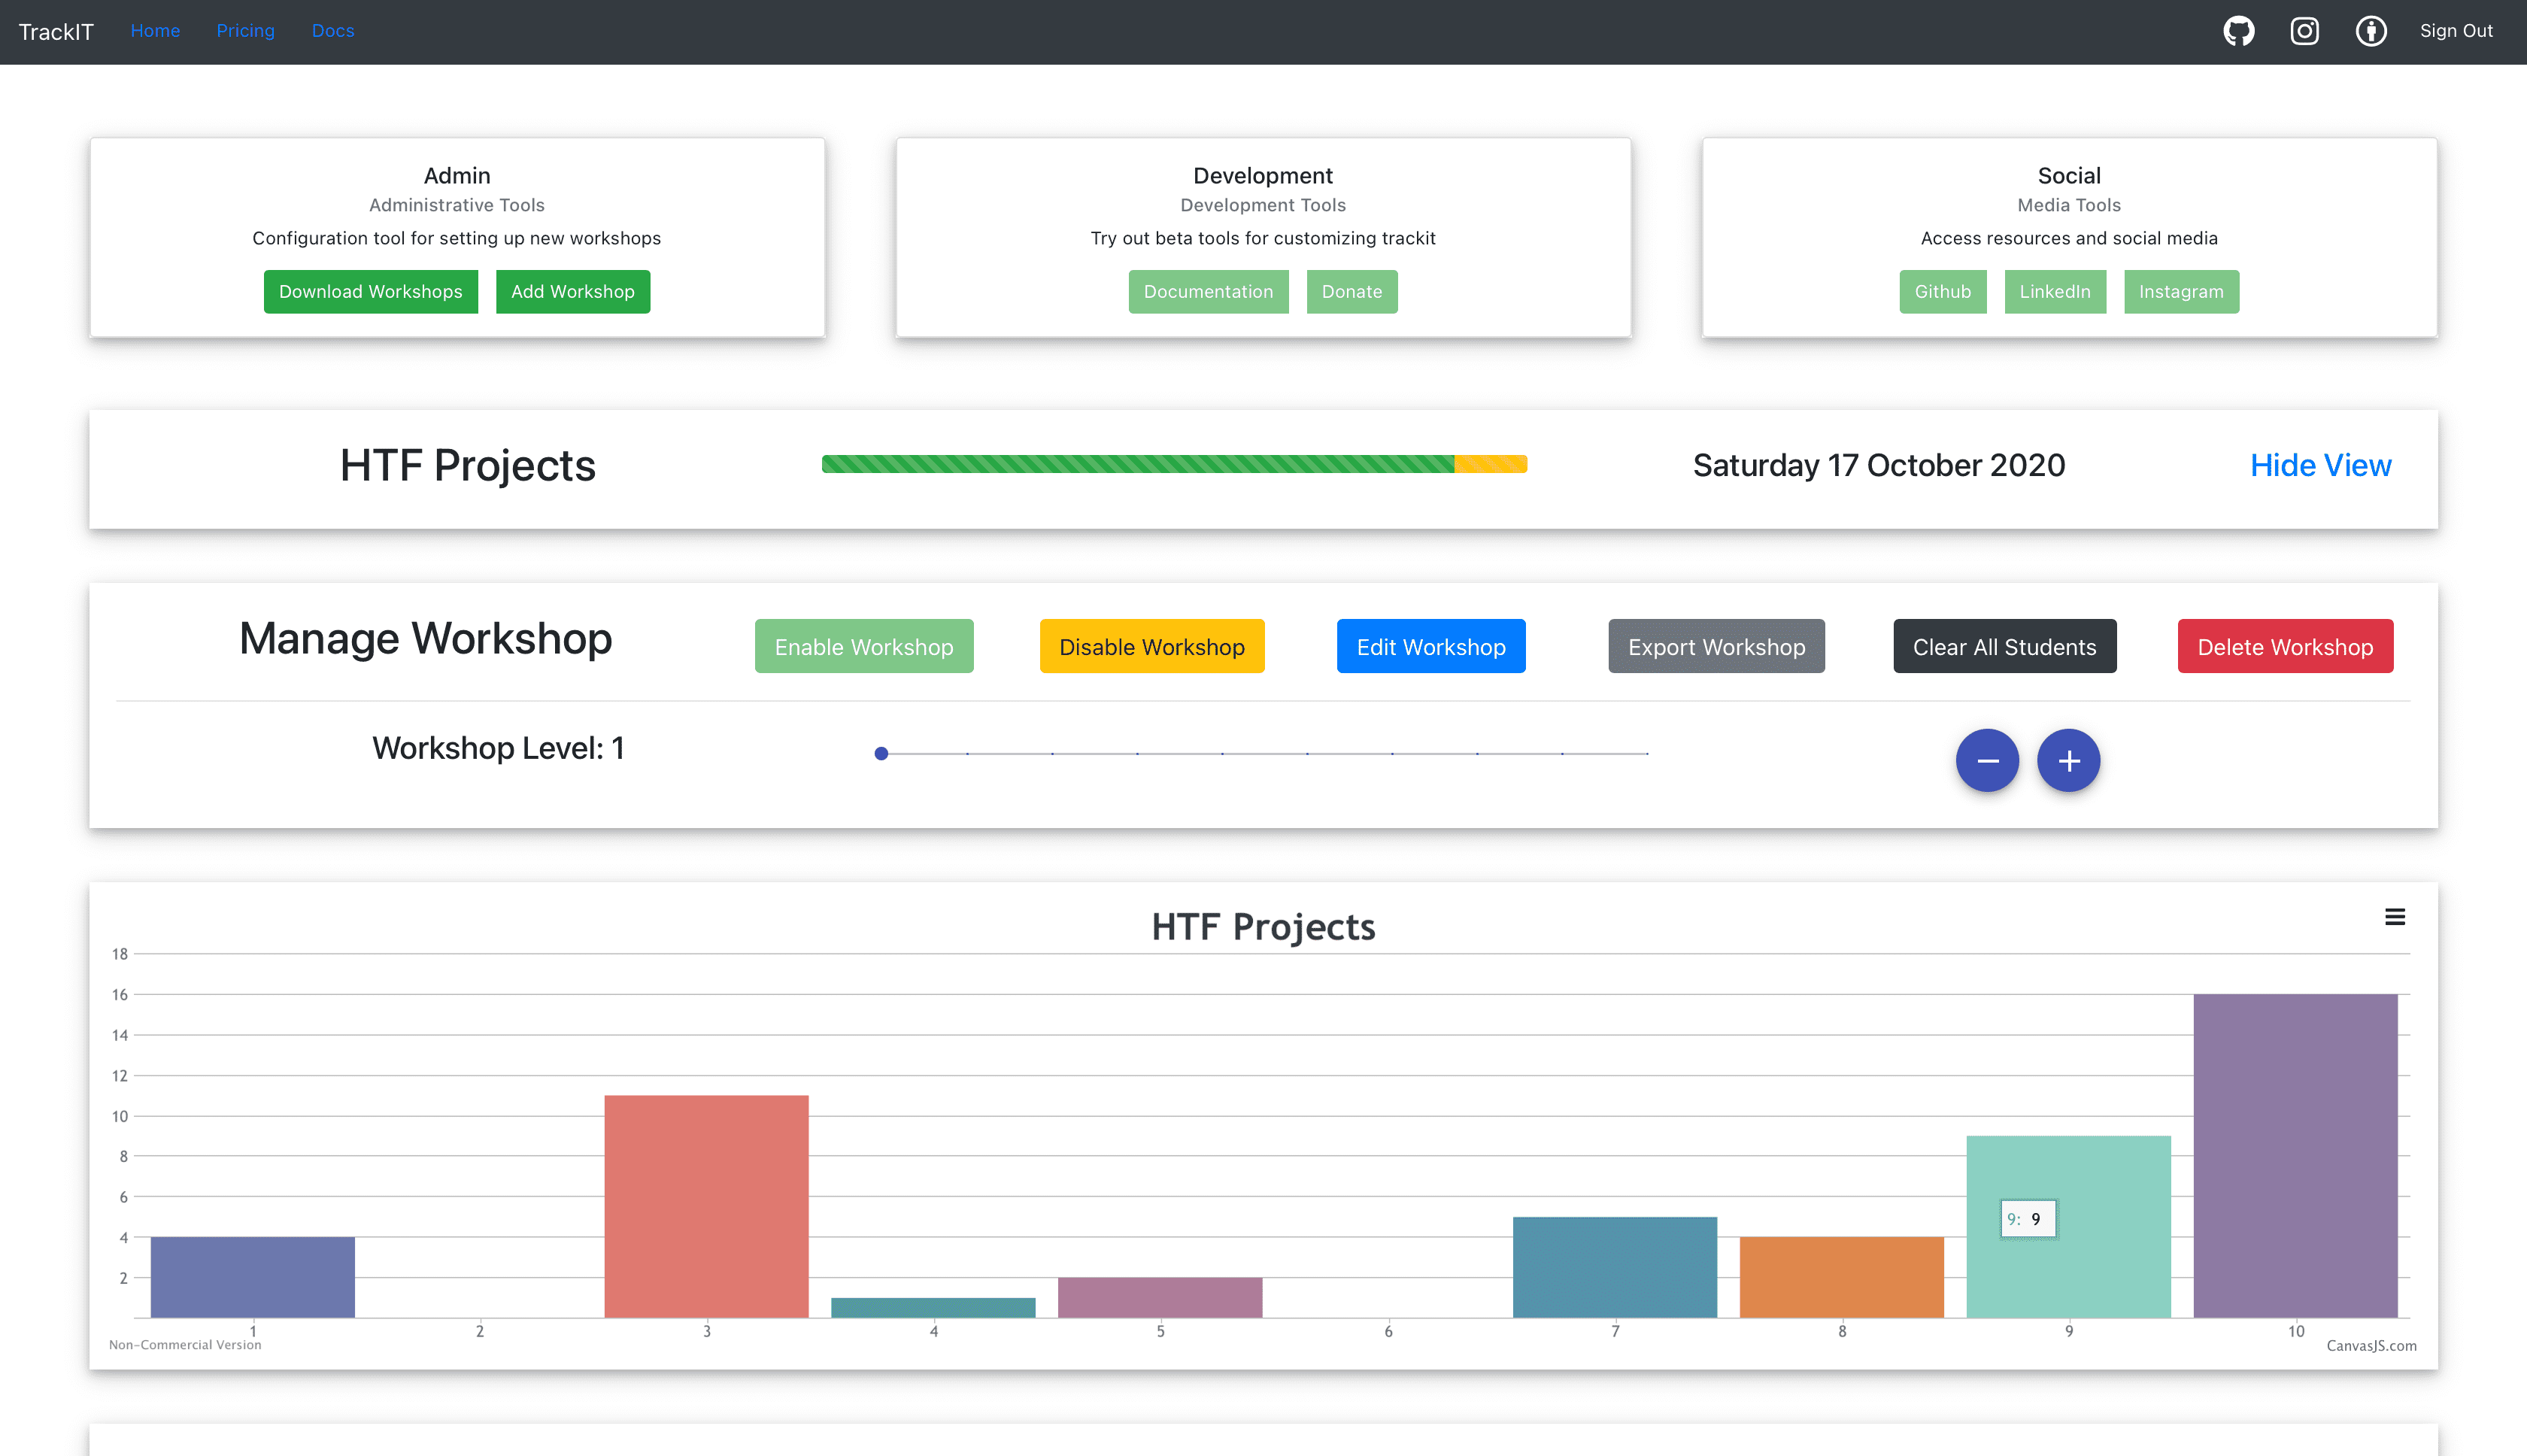 TrackIT Home Pricing Docs Sign Out
Admin
Administrative Tools
Configuration tool for setting up new workshops
Download Workshops Add Workshop
Development
Development Tools
Try out beta tools for customizing trackit
Documentation Donate
Social
Media Tools
Access resources and social media
Github LinkedIn Instagram
HTF Projects Saturday 17 October 2020 Hide View
Manage Workshop Enable Workshop Disable Workshop Edit Workshop Export Workshop Clear All Students Delete Workshop
Workshop Level: 1
HTF Projects
18
16
14
12
10
8
6
4
2
9: 9
1 2 3 4 5 6 7 8 9 10
Non-Commercial Version CanvasJS.com